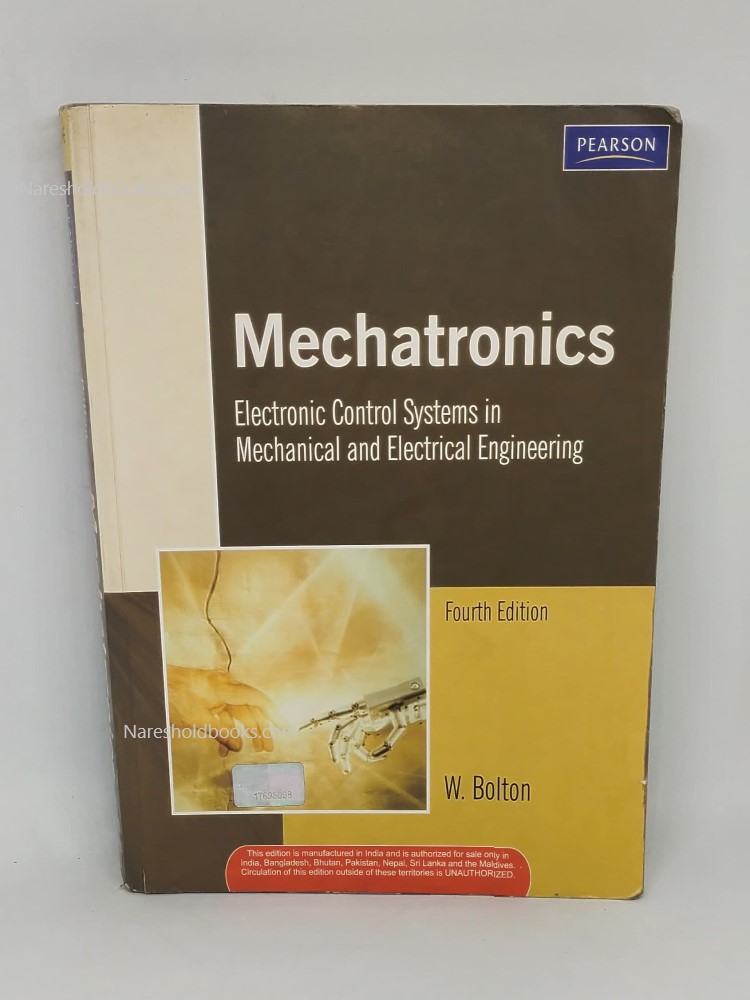 PEARSON
Naresholdbooks.com
Mechatronics
Electronic Control Systems in
Mechanical and Electrical Engineering
Fourth Edition
Naresholdbooks.com
W. Bolton
17695098
This edition is manufactured in India and is authorized for sale only in
India, Bangladesh, Bhutan, Pakistan, Nepal, Sri Lanka and the Maldives.
Circulation of this edition outside of these territories is UNAUTHORIZED.